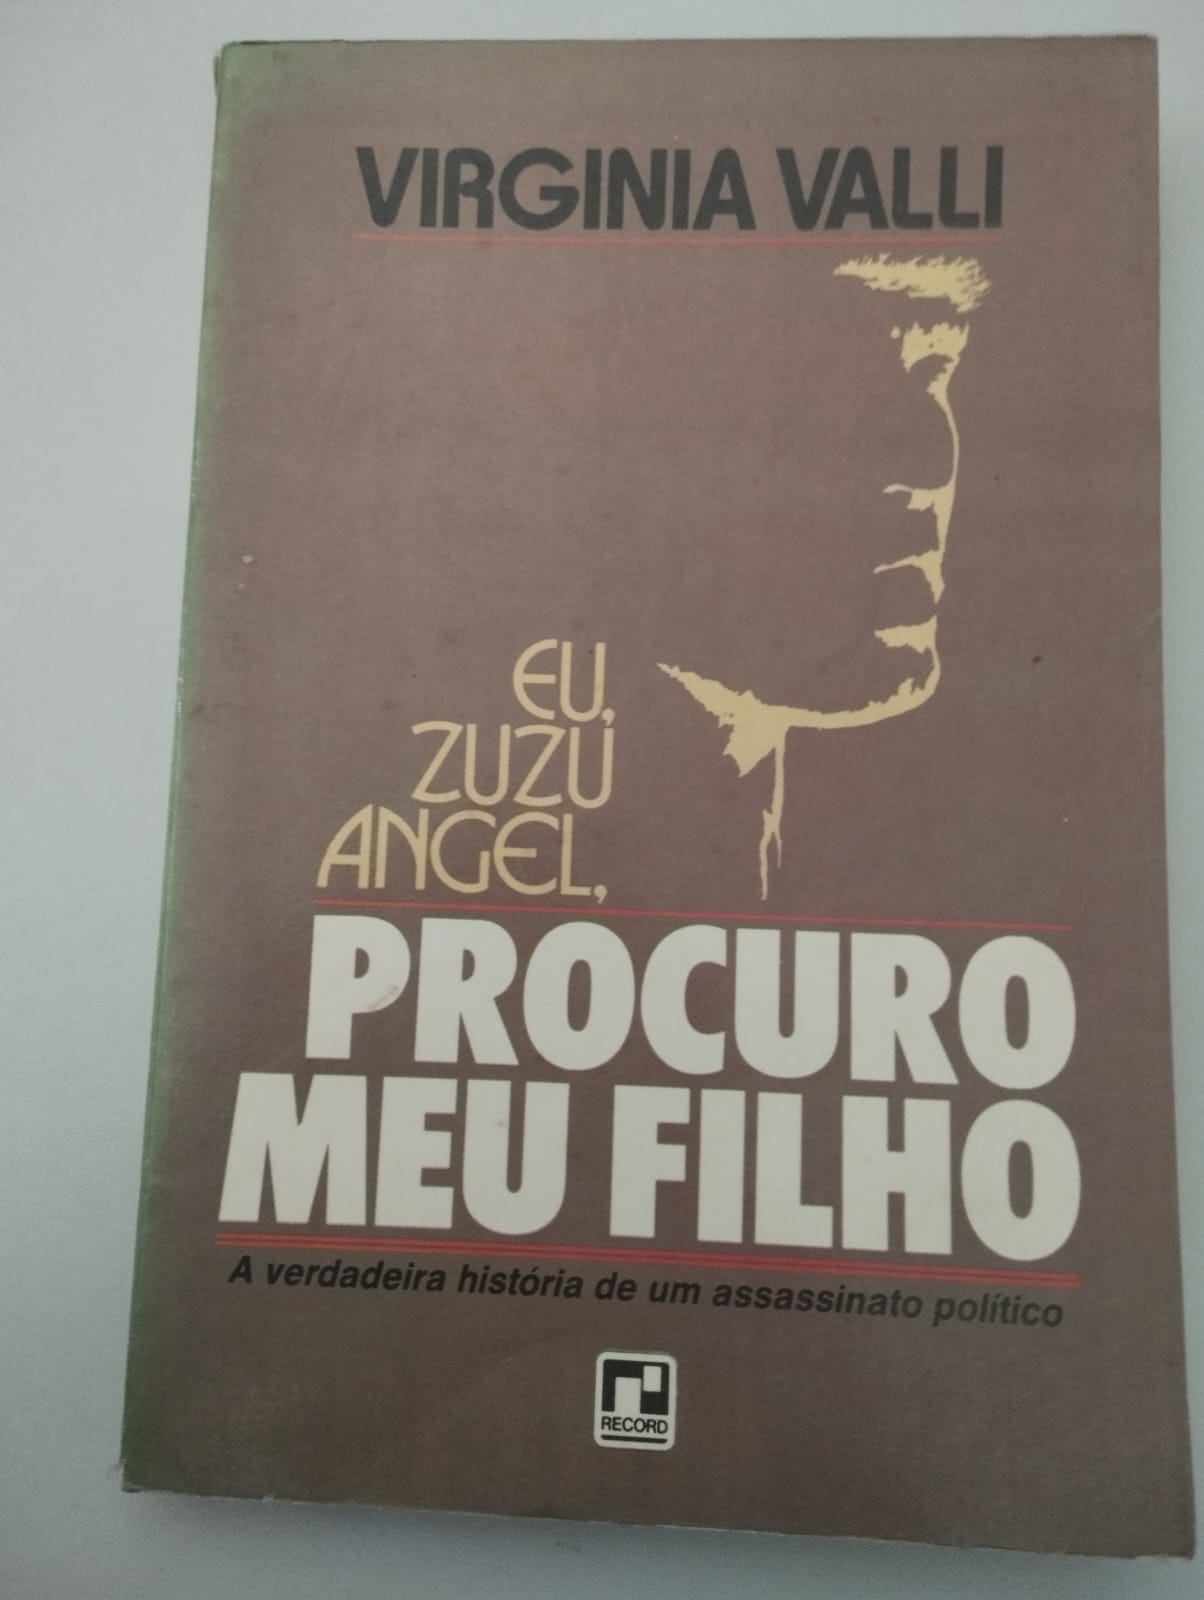 VIRGINIA VALLI
EU,
ZUZU
ANGEL,
PROCURO
MEU FILHO
A verdadeira história de um assassinato político
RECORD